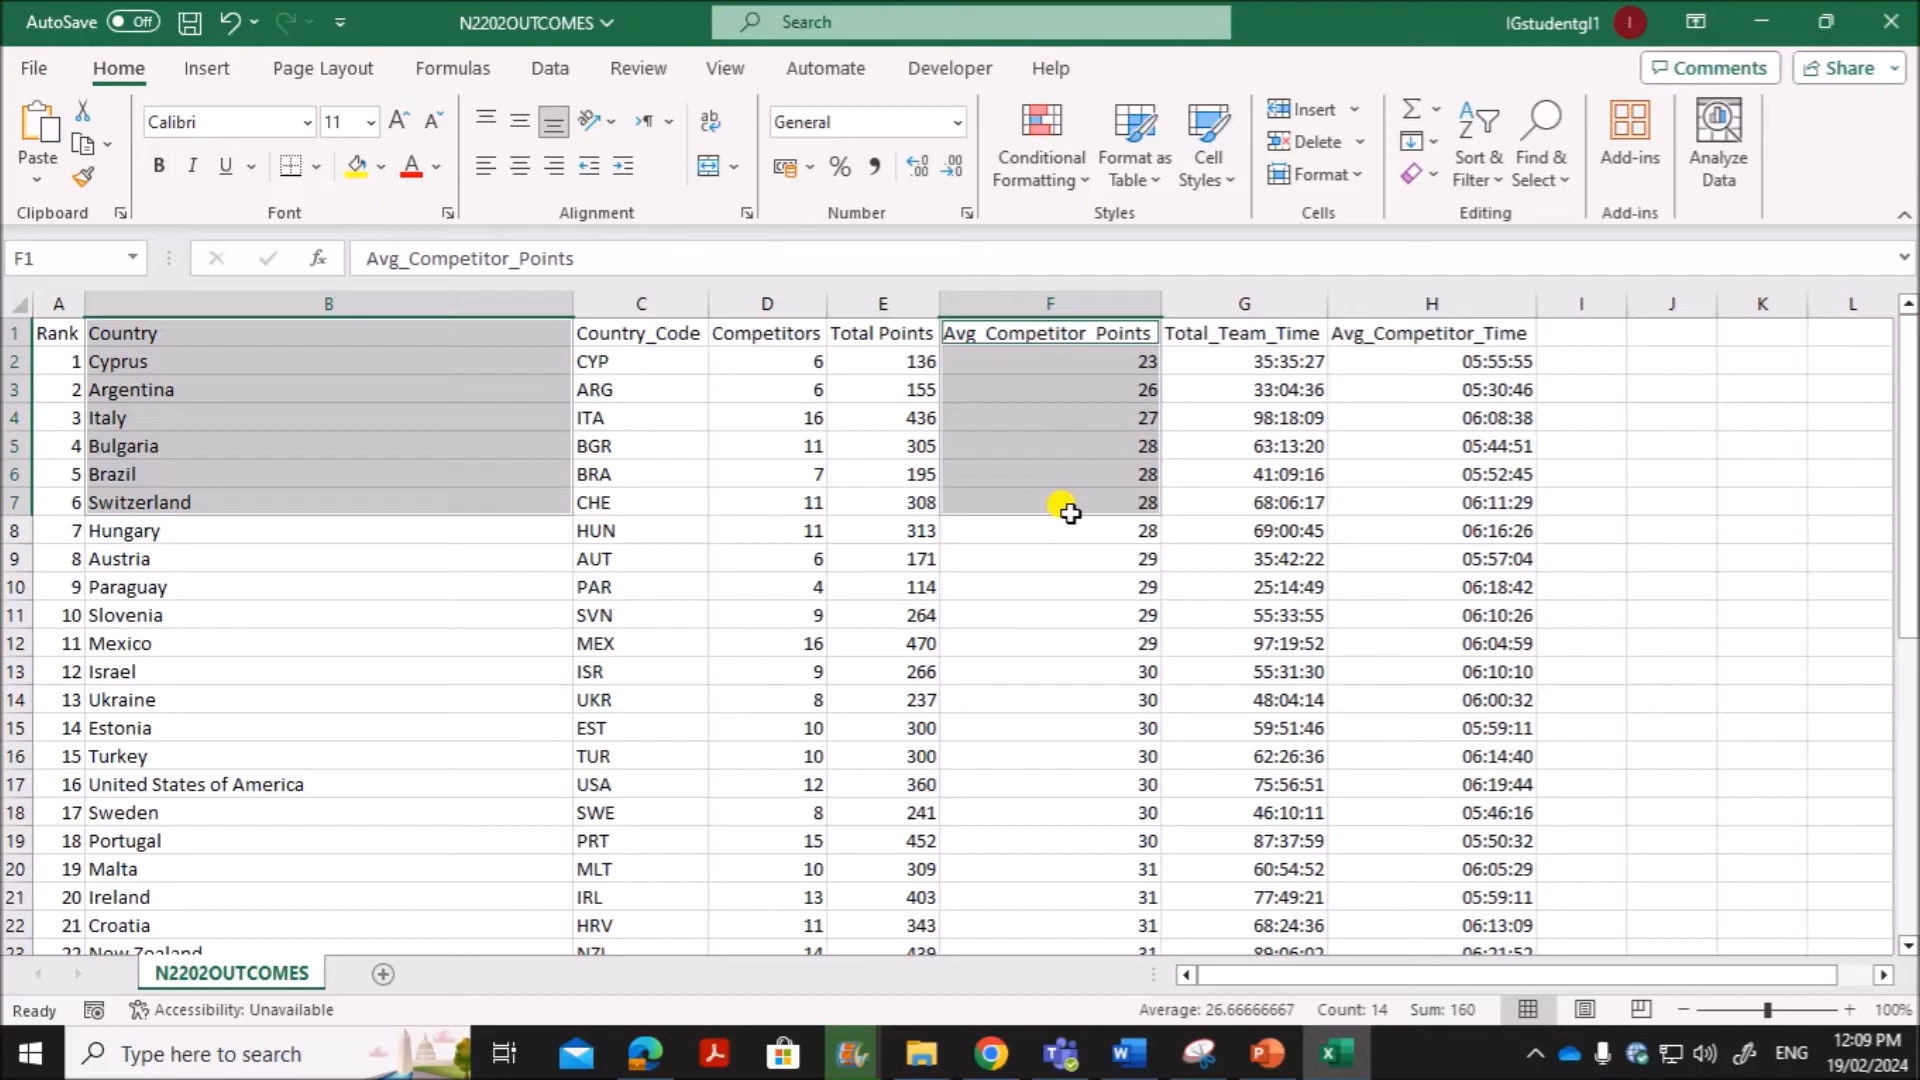 AutoSave Off N2202OUTCOMES Search IGstudentgl1 I
File Home Insert Page Layout Formulas Data Review View Automate Developer Help Comments Share
Paste Clipboard
Calibri 11 B I U Font
Alignment
General Number
Conditional Formatting Format as Table Cell Styles Styles
Insert Delete Format Cells
Sort & Filter Find & Select Editing
Add-ins Add-ins
Analyze Data
F1 fx Avg_Competitor_Points
A B C D E F G H I J K L
1 Rank Country Country_Code Competitors Total Points Avg_Competitor_Points Total_Team_Time Avg_Competitor_Time
2 1 Cyprus CYP 6 136 23 35:35:27 05:55:55
3 2 Argentina ARG 6 155 26 33:04:36 05:30:46
4 3 Italy ITA 16 436 27 98:18:09 06:08:38
5 4 Bulgaria BGR 11 305 28 63:13:20 05:44:51
6 5 Brazil BRA 7 195 28 41:09:16 05:52:45
7 6 Switzerland CHE 11 308 28 68:06:17 06:11:29
8 7 Hungary HUN 11 313 28 69:00:45 06:16:26
9 8 Austria AUT 6 171 29 35:42:22 05:57:04
10 9 Paraguay PAR 4 114 29 25:14:49 06:18:42
11 10 Slovenia SVN 9 264 29 55:33:55 06:10:26
12 11 Mexico MEX 16 470 29 97:19:52 06:04:59
13 12 Israel ISR 9 266 30 55:31:30 06:10:10
14 13 Ukraine UKR 8 237 30 48:04:14 06:00:32
15 14 Estonia EST 10 300 30 59:51:46 05:59:11
16 15 Turkey TUR 10 300 30 62:26:36 06:14:40
17 16 United States of America USA 12 360 30 75:56:51 06:19:44
18 17 Sweden SWE 8 241 30 46:10:11 05:46:16
19 18 Portugal PRT 15 452 30 87:37:59 05:50:32
20 19 Malta MLT 10 309 31 60:54:52 06:05:29
21 20 Ireland IRL 13 403 31 77:49:21 05:59:11
22 21 Croatia HRV 11 343 31 68:24:36 06:13:09
23 22 New Zealand NZL 14 439 31 89:06:02 06:21:52
N2202OUTCOMES
Ready Accessibility: Unavailable Average: 26.66666667 Count: 14 Sum: 160 100%
Type here to search ENG 12:09 PM
19/02/2024